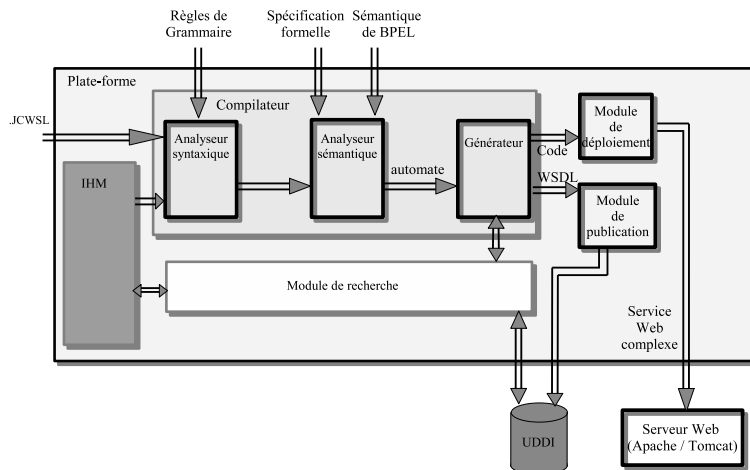 Règles de
Grammaire
Spécification
formelle
Sémantique
de BPEL
Plate-forme
Compilateur
.JCWSL
Analyseur
syntaxique
Analyseur
sémantique
automate
Générateur
Code
WSDL
Module
de
déploiement
Module
de
publication
IHM
Module de recherche
Service
Web
complexe
UDDI
Serveur Web
(Apache / Tomcat)